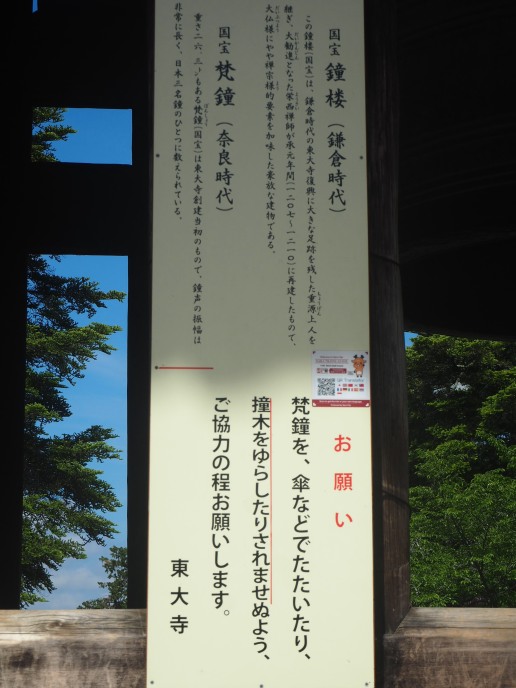 国宝 鐘楼（鎌倉時代）
この鐘楼(国宝)は、鎌倉時代の東大寺復興に大きな足跡を残した重源上人を
継ぎ、大勧進となった栄西禅師が承元年間(一二〇七〜一二一〇)に再建したもので、
大仏様にやや禅宗様的要素を加味した豪放な建物である。
国宝 梵鐘（奈良時代）
重さ二六.三㌧もある梵鐘(国宝)は東大寺創建当初のもので、鐘声の振幅は
非常に長く、日本三名鐘のひとつに数えられている。
お願い
梵鐘を、傘などでたたいたり、
撞木をゆらしたりされませぬよう、
ご協力の程お願いします。
東大寺